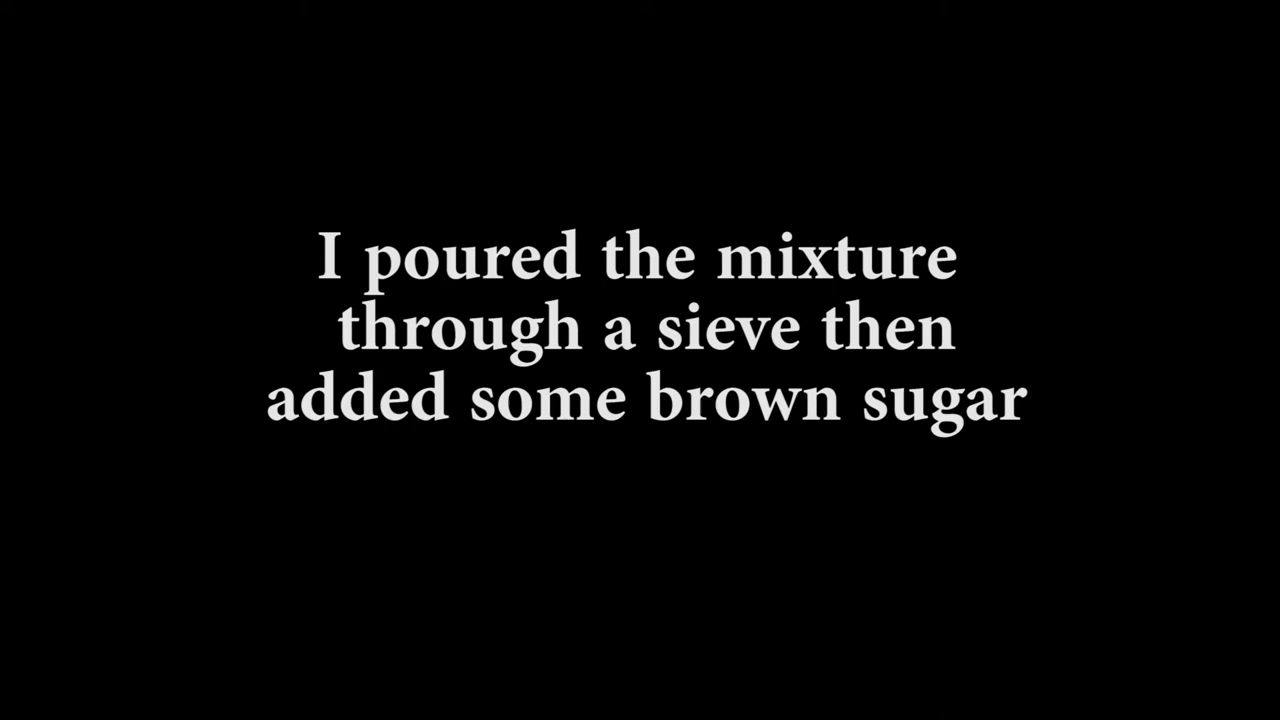 I poured the mixture
through a sieve then
added some brown sugar